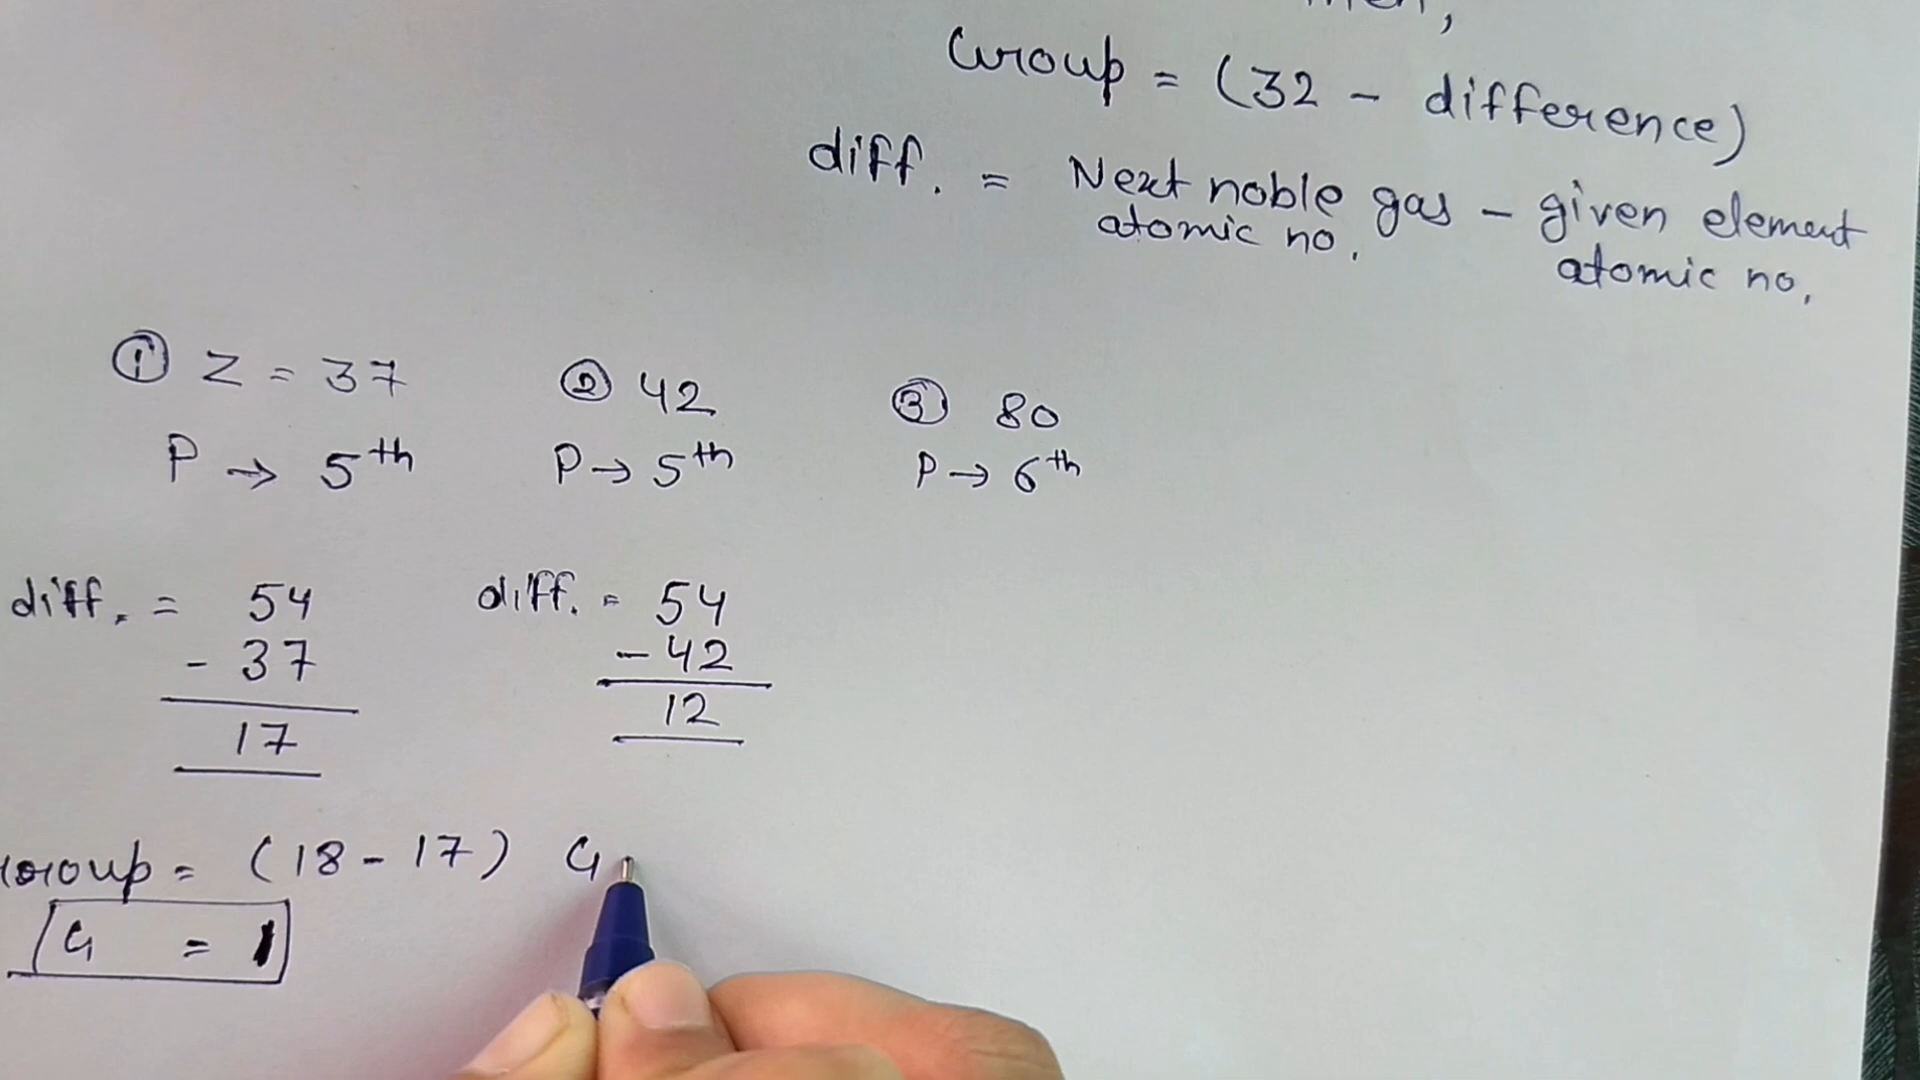 Group = (32 - difference)
diff. = Next noble gas - given element
atomic no. atomic no.
① Z = 37 ② 42 ③ 80
P → 5th P → 5th P → 6th
diff. = 54 diff. = 54
- 37 - 42
17 12
Group = (18 - 17) G
G = 1